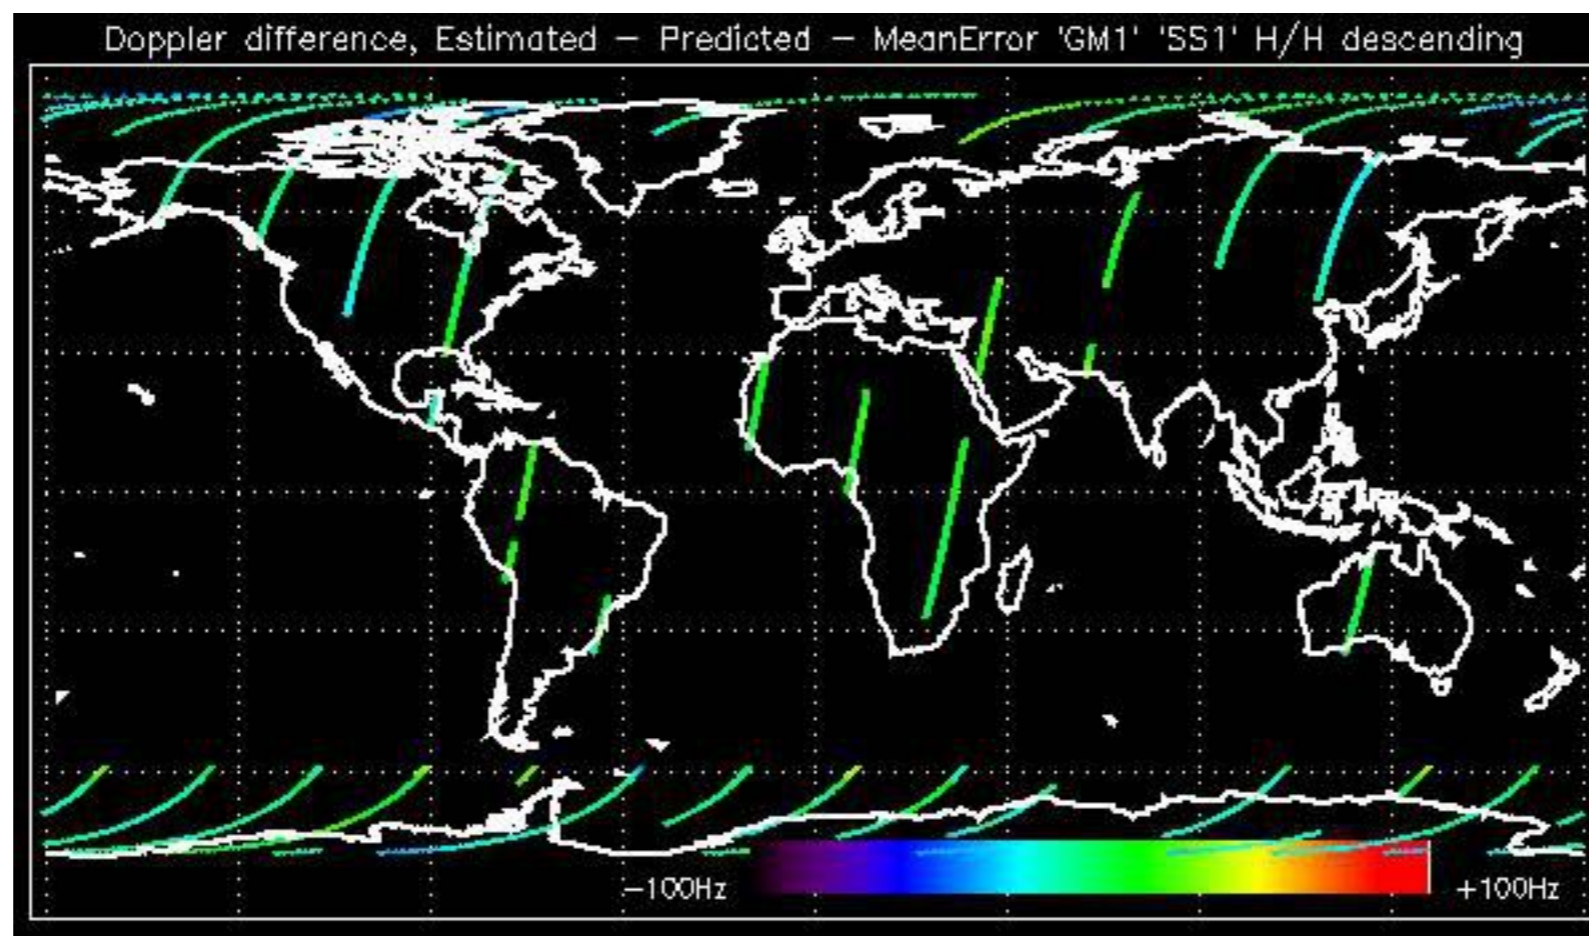 Doppler difference, Estimated – Predicted – MeanError 'GM1' 'SS1' H/H descending
-100Hz
+100Hz